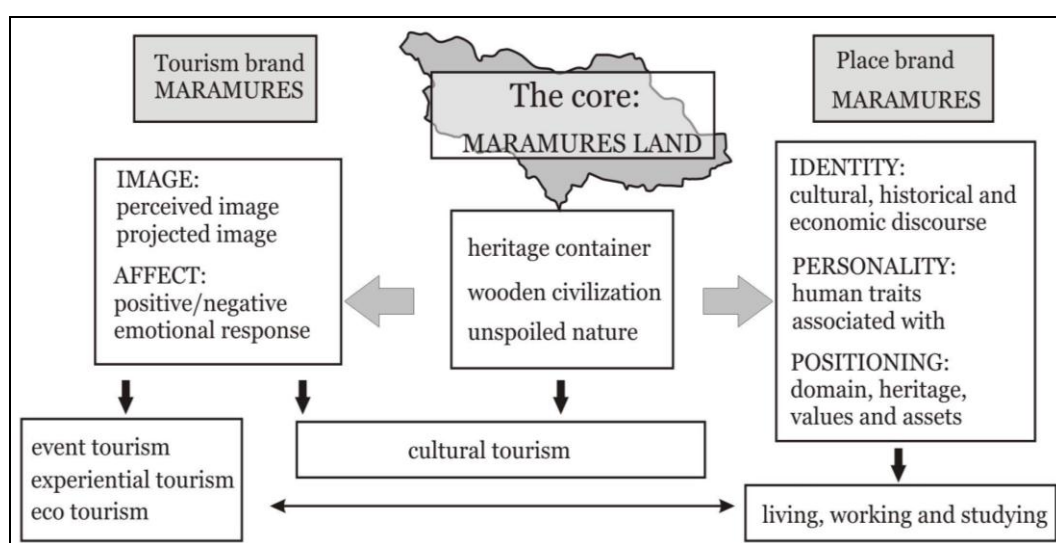 Tourism brand
MARAMURES
The core:
MARAMURES LAND
Place brand
MARAMURES
IMAGE:
perceived image
projected image
AFFECT:
positive/negative
emotional response
heritage container
wooden civilization
unspoiled nature
IDENTITY:
cultural, historical and
economic discourse
PERSONALITY:
human traits
associated with
POSITIONING:
domain, heritage,
values and assets
event tourism
experiential tourism
eco tourism
cultural tourism
living, working and studying